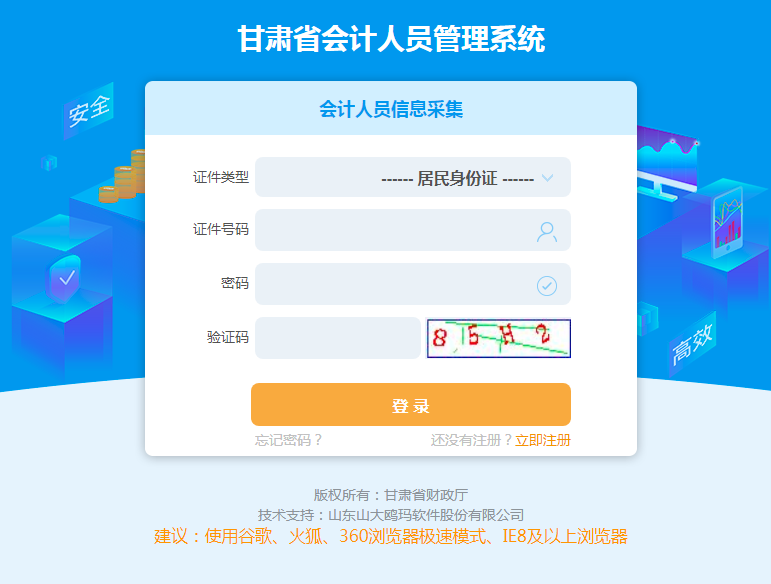 甘肃省会计人员管理系统
安全
会计人员信息采集
证件类型 ------ 居民身份证 ------
证件号码
密码
验证码 8 5 H 2
高效
登 录
忘记密码？ 还没有注册？立即注册
版权所有：甘肃省财政厅
技术支持：山东山大鸥玛软件股份有限公司
建议：使用谷歌、火狐、360浏览器极速模式、IE8及以上浏览器